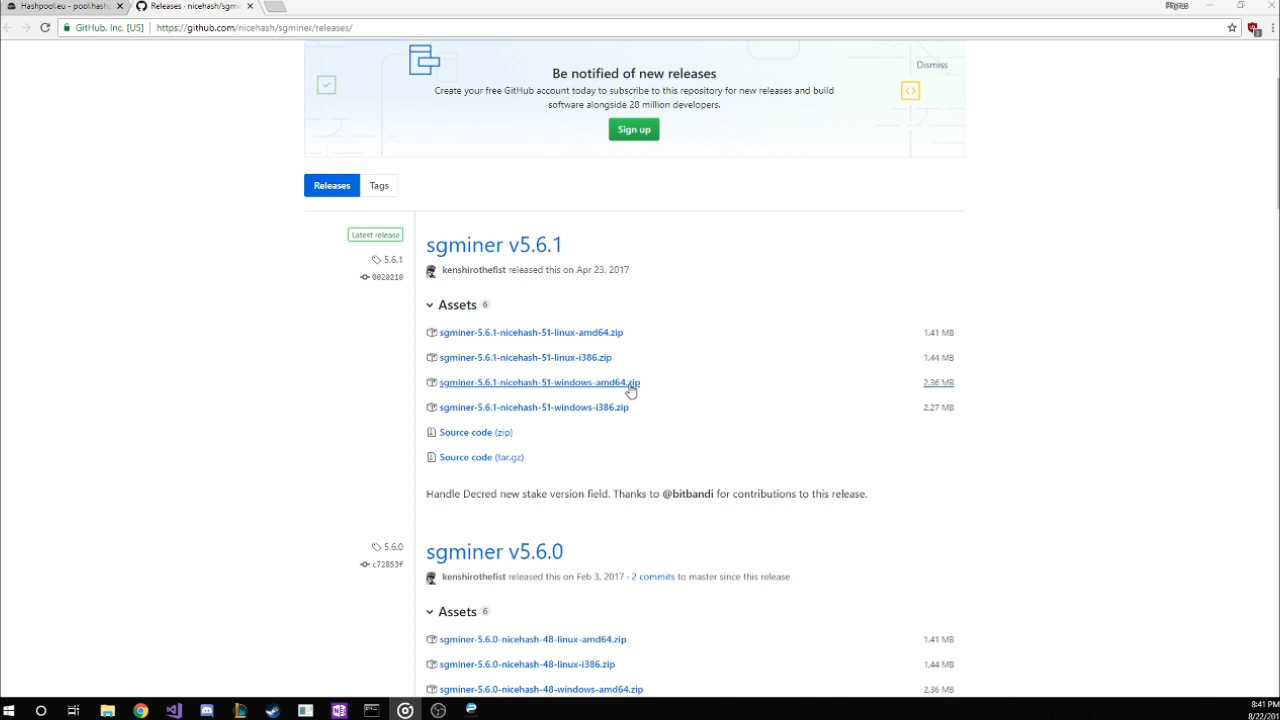 Hashpool.eu - pool.hash
Releases · nicehash/sgmi
GitHub, Inc. [US]
https://github.com/nicehash/sgminer/releases/
Be notified of new releases
Dismiss
Create your free GitHub account today to subscribe to this repository for new releases and build
software alongside 28 million developers.
Sign up
Releases
Tags
Latest release
sgminer v5.6.1
5.6.1
kenshirothefist released this on Apr 23, 2017
0020210
Assets 6
sgminer-5.6.1-nicehash-51-linux-amd64.zip
1.41 MB
sgminer-5.6.1-nicehash-51-linux-i386.zip
1.44 MB
sgminer-5.6.1-nicehash-51-windows-amd64.zip
2.36 MB
sgminer-5.6.1-nicehash-51-windows-i386.zip
2.27 MB
Source code (zip)
Source code (tar.gz)
Handle Decred new stake version field. Thanks to @bitbandi for contributions to this release.
5.6.0
sgminer v5.6.0
c72853f
kenshirothefist released this on Feb 3, 2017 · 2 commits to master since this release
Assets 6
sgminer-5.6.0-nicehash-48-linux-amd64.zip
1.41 MB
sgminer-5.6.0-nicehash-48-linux-i386.zip
1.44 MB
sgminer-5.6.0-nicehash-48-windows-amd64.zip
2.36 MB
8:41 PM
8/22/201